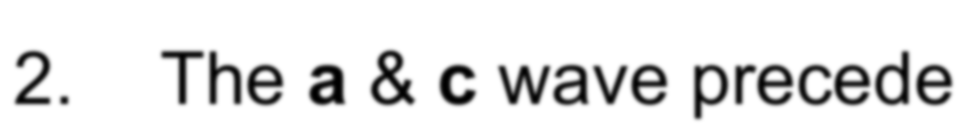 2. The a & c wave precede